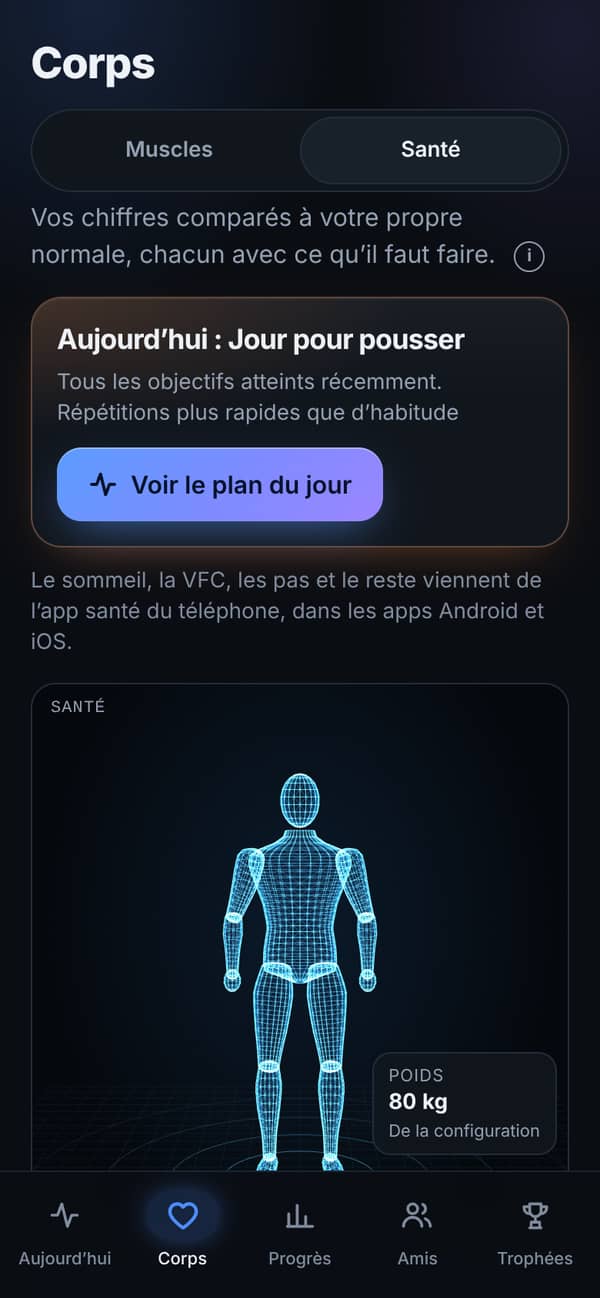 Corps
Muscles
Santé
Vos chiffres comparés à votre propre
normale, chacun avec ce qu’il faut faire.
i
Aujourd’hui : Jour pour pousser
Tous les objectifs atteints récemment.
Répétitions plus rapides que d’habitude
Voir le plan du jour
Le sommeil, la VFC, les pas et le reste viennent de
l’app santé du téléphone, dans les apps Android et
iOS.
SANTÉ
POIDS
80 kg
De la configuration
Aujourd’hui
Corps
Progrès
Amis
Trophées